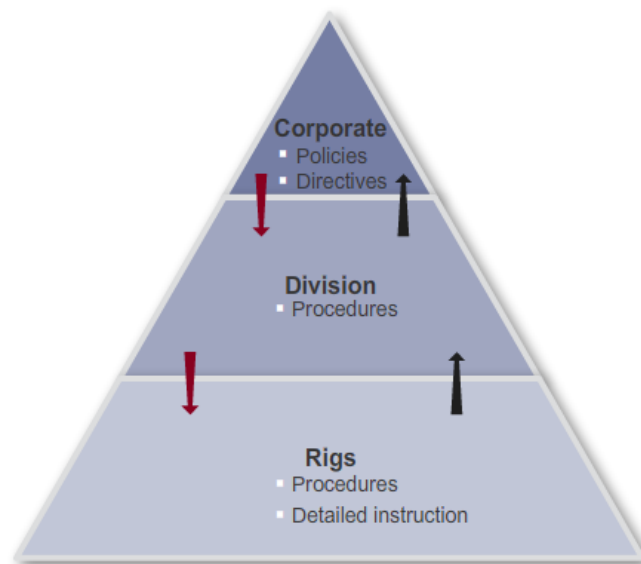 Corporate
Policies
Directives
Division
Procedures
Rigs
Procedures
Detailed instruction